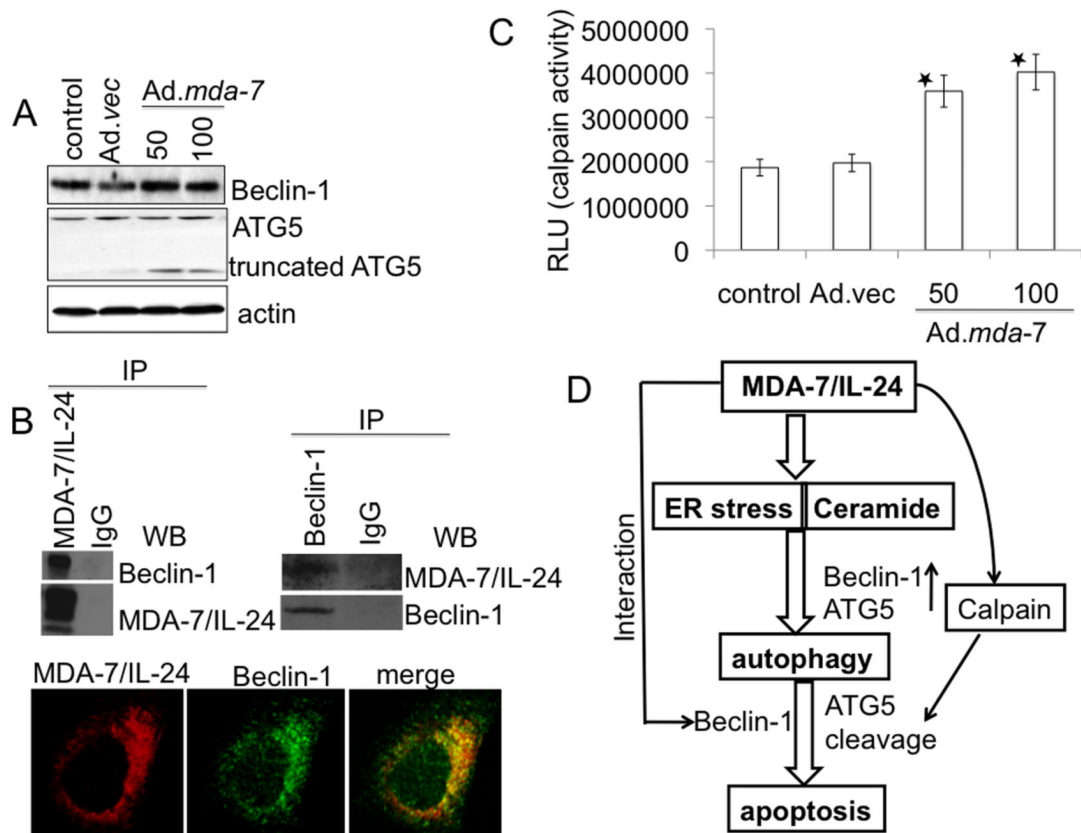 A
control
Ad.vec
Ad.mda-7
50
100
Beclin-1
ATG5
truncated ATG5
actin
B
IP
MDA-7/IL-24
IgG
WB
Beclin-1
MDA-7/IL-24
IP
Beclin-1
IgG
WB
MDA-7/IL-24
Beclin-1
MDA-7/IL-24 Beclin-1 merge
C
RLU (calpain activity)
5000000
4000000
3000000
2000000
1000000
0
control Ad.vec 50 100
Ad.mda-7
D
MDA-7/IL-24
ER stress Ceramide
Interaction
Beclin-1
ATG5
Calpain
autophagy
Beclin-1
ATG5
cleavage
apoptosis